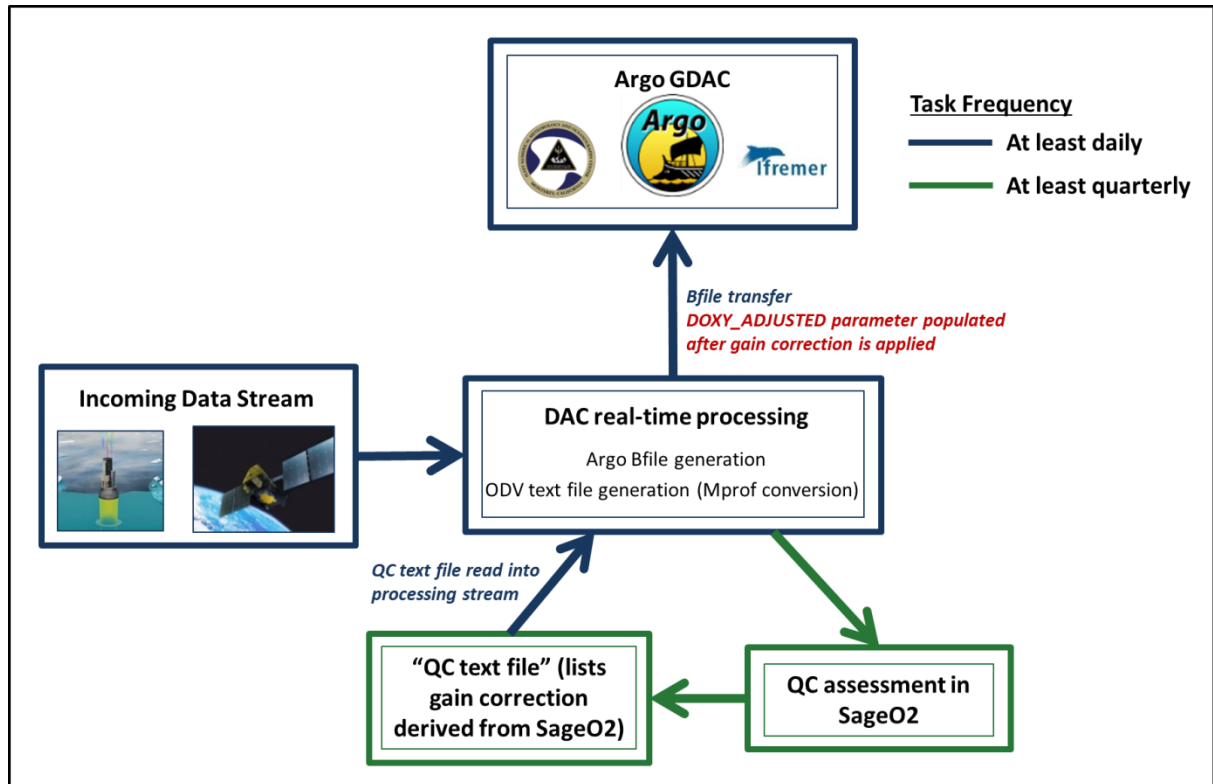 Argo GDAC
Argo
Ifremer
Task Frequency
At least daily
At least quarterly
Bfile transfer
DOXY_ADJUSTED parameter populated
after gain correction is applied
Incoming Data Stream
DAC real-time processing
Argo Bfile generation
ODV text file generation (Mprof conversion)
QC text file read into
processing stream
“QC text file” (lists
gain correction
derived from SageO2)
QC assessment in
SageO2